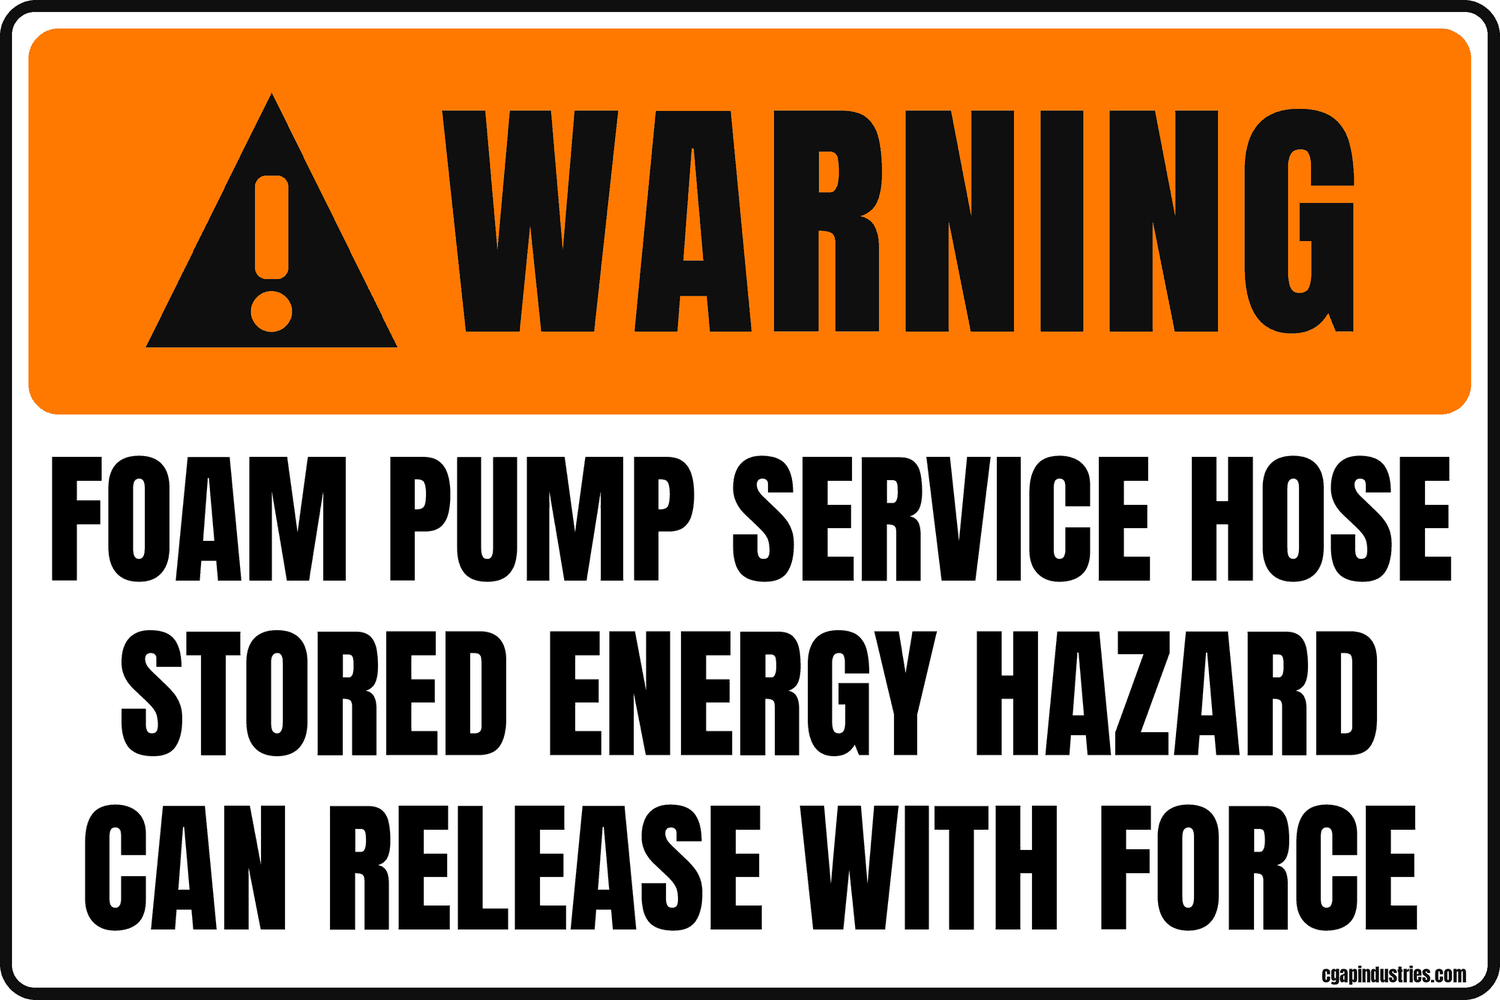 WARNING
FOAM PUMP SERVICE HOSE
STORED ENERGY HAZARD
CAN RELEASE WITH FORCE
cgapindustries.com